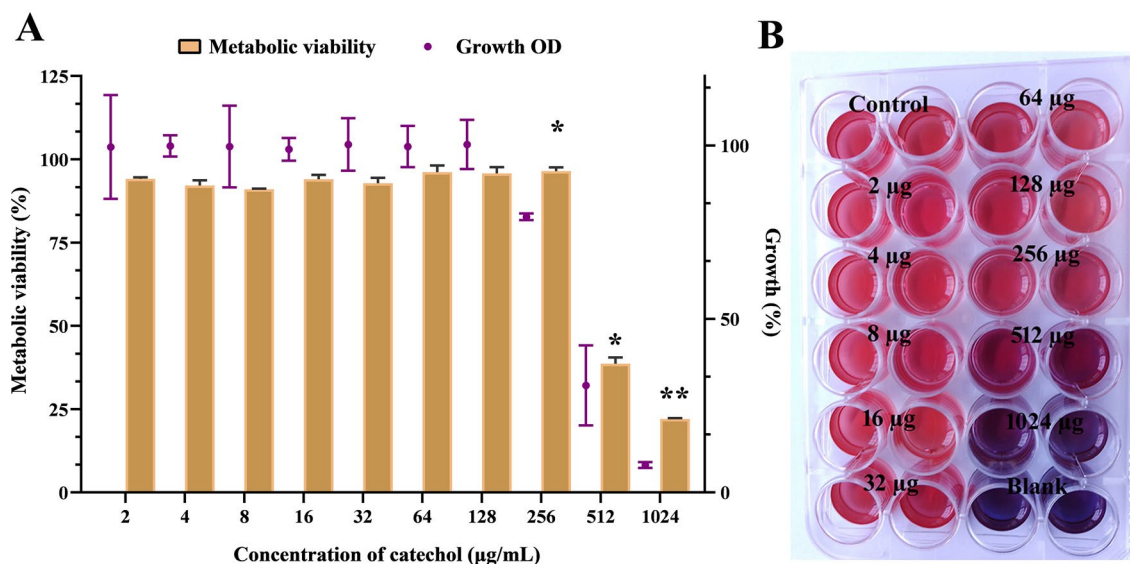 A
Metabolic viability
Growth OD
Metabolic viability (%)
125
100
75
50
25
0
*
*
**
100
50
0
Growth (%)
2 4 8 16 32 64 128 256 512 1024
Concentration of catechol (µg/mL)
B
Control 64 µg
2 µg 128 µg
4 µg 256 µg
8 µg 512 µg
16 µg 1024 µg
32 µg Blank